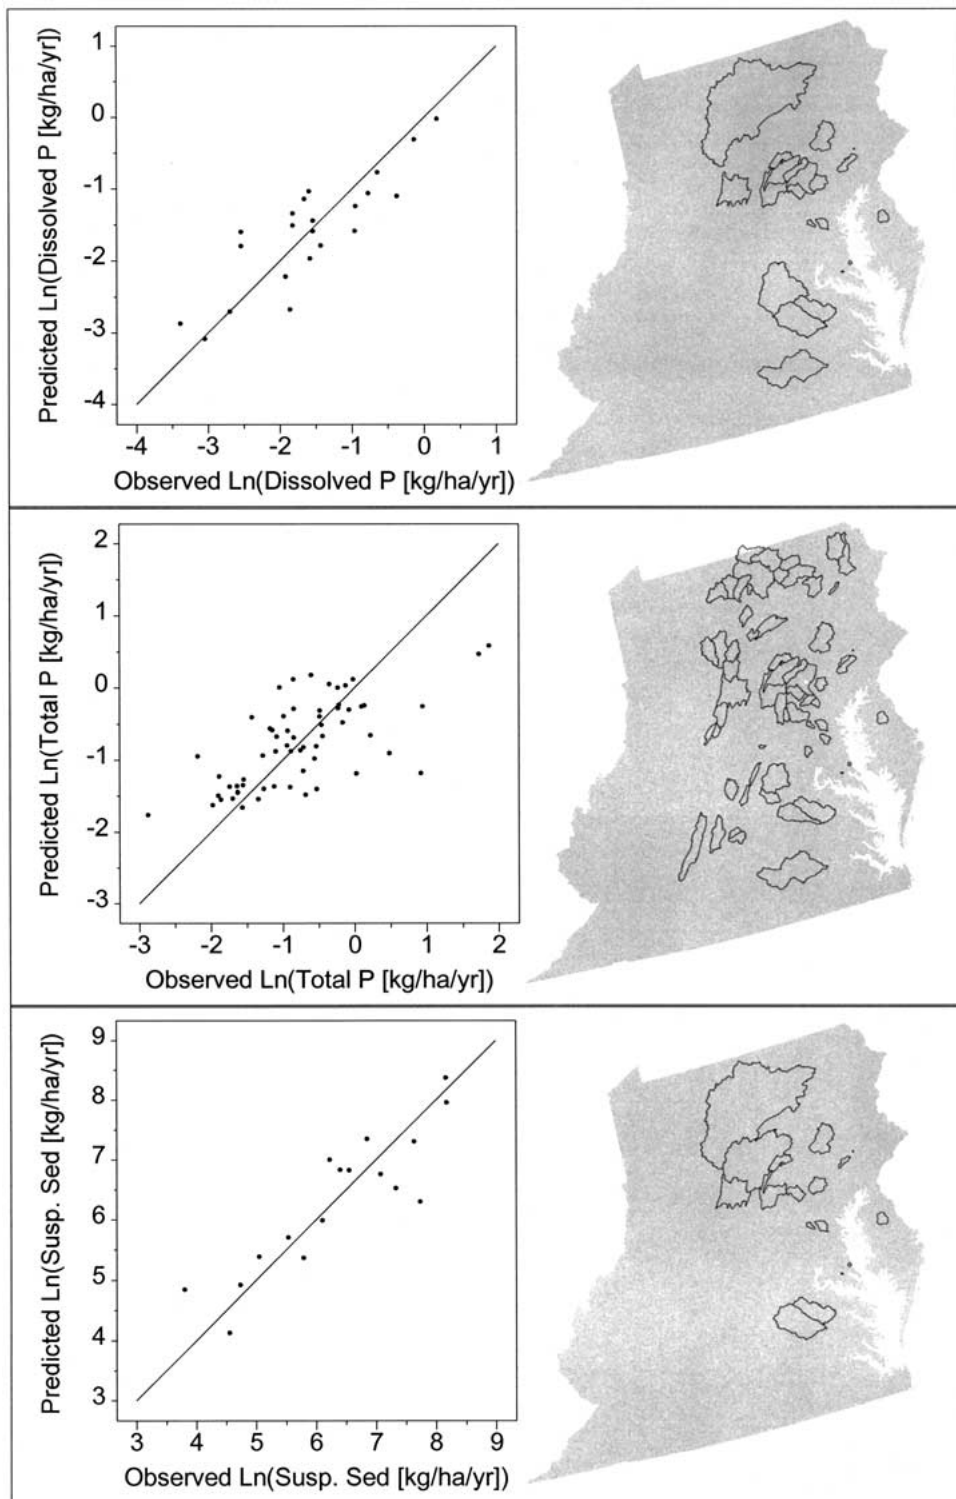 Predicted Ln(Dissolved P [kg/ha/yr])
1
0
-1
-2
-3
-4
-4 -3 -2 -1 0 1
Observed Ln(Dissolved P [kg/ha/yr])
Predicted Ln(Total P [kg/ha/yr])
2
1
0
-1
-2
-3
-3 -2 -1 0 1 2
Observed Ln(Total P [kg/ha/yr])
Predicted Ln(Susp. Sed [kg/ha/yr])
9
8
7
6
5
4
3
3 4 5 6 7 8 9
Observed Ln(Susp. Sed [kg/ha/yr])